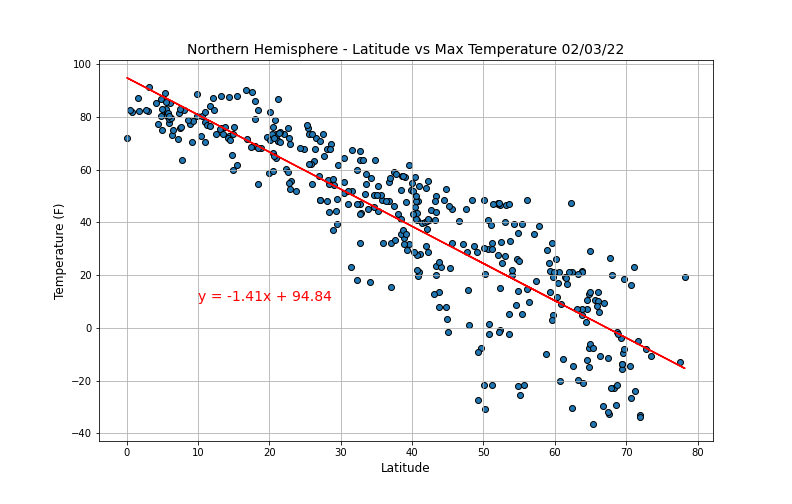 Northern Hemisphere - Latitude vs Max Temperature 02/03/22
100
80
60
40
20
0
−20
−40
Temperature (F)
y = -1.41x + 94.84
0 10 20 30 40 50 60 70 80
Latitude